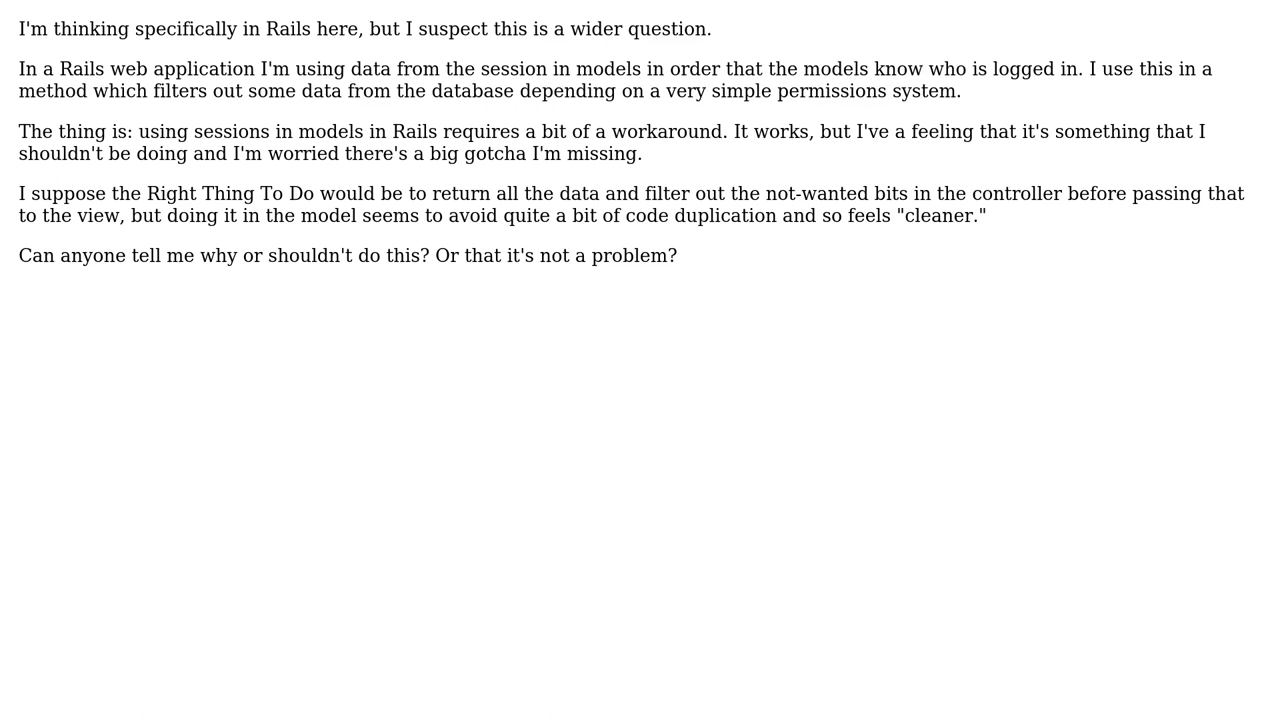 I'm thinking specifically in Rails here, but I suspect this is a wider question.
In a Rails web application I'm using data from the session in models in order that the models know who is logged in. I use this in a
method which filters out some data from the database depending on a very simple permissions system.
The thing is: using sessions in models in Rails requires a bit of a workaround. It works, but I've a feeling that it's something that I
shouldn't be doing and I'm worried there's a big gotcha I'm missing.
I suppose the Right Thing To Do would be to return all the data and filter out the not-wanted bits in the controller before passing that
to the view, but doing it in the model seems to avoid quite a bit of code duplication and so feels "cleaner."
Can anyone tell me why or shouldn't do this? Or that it's not a problem?